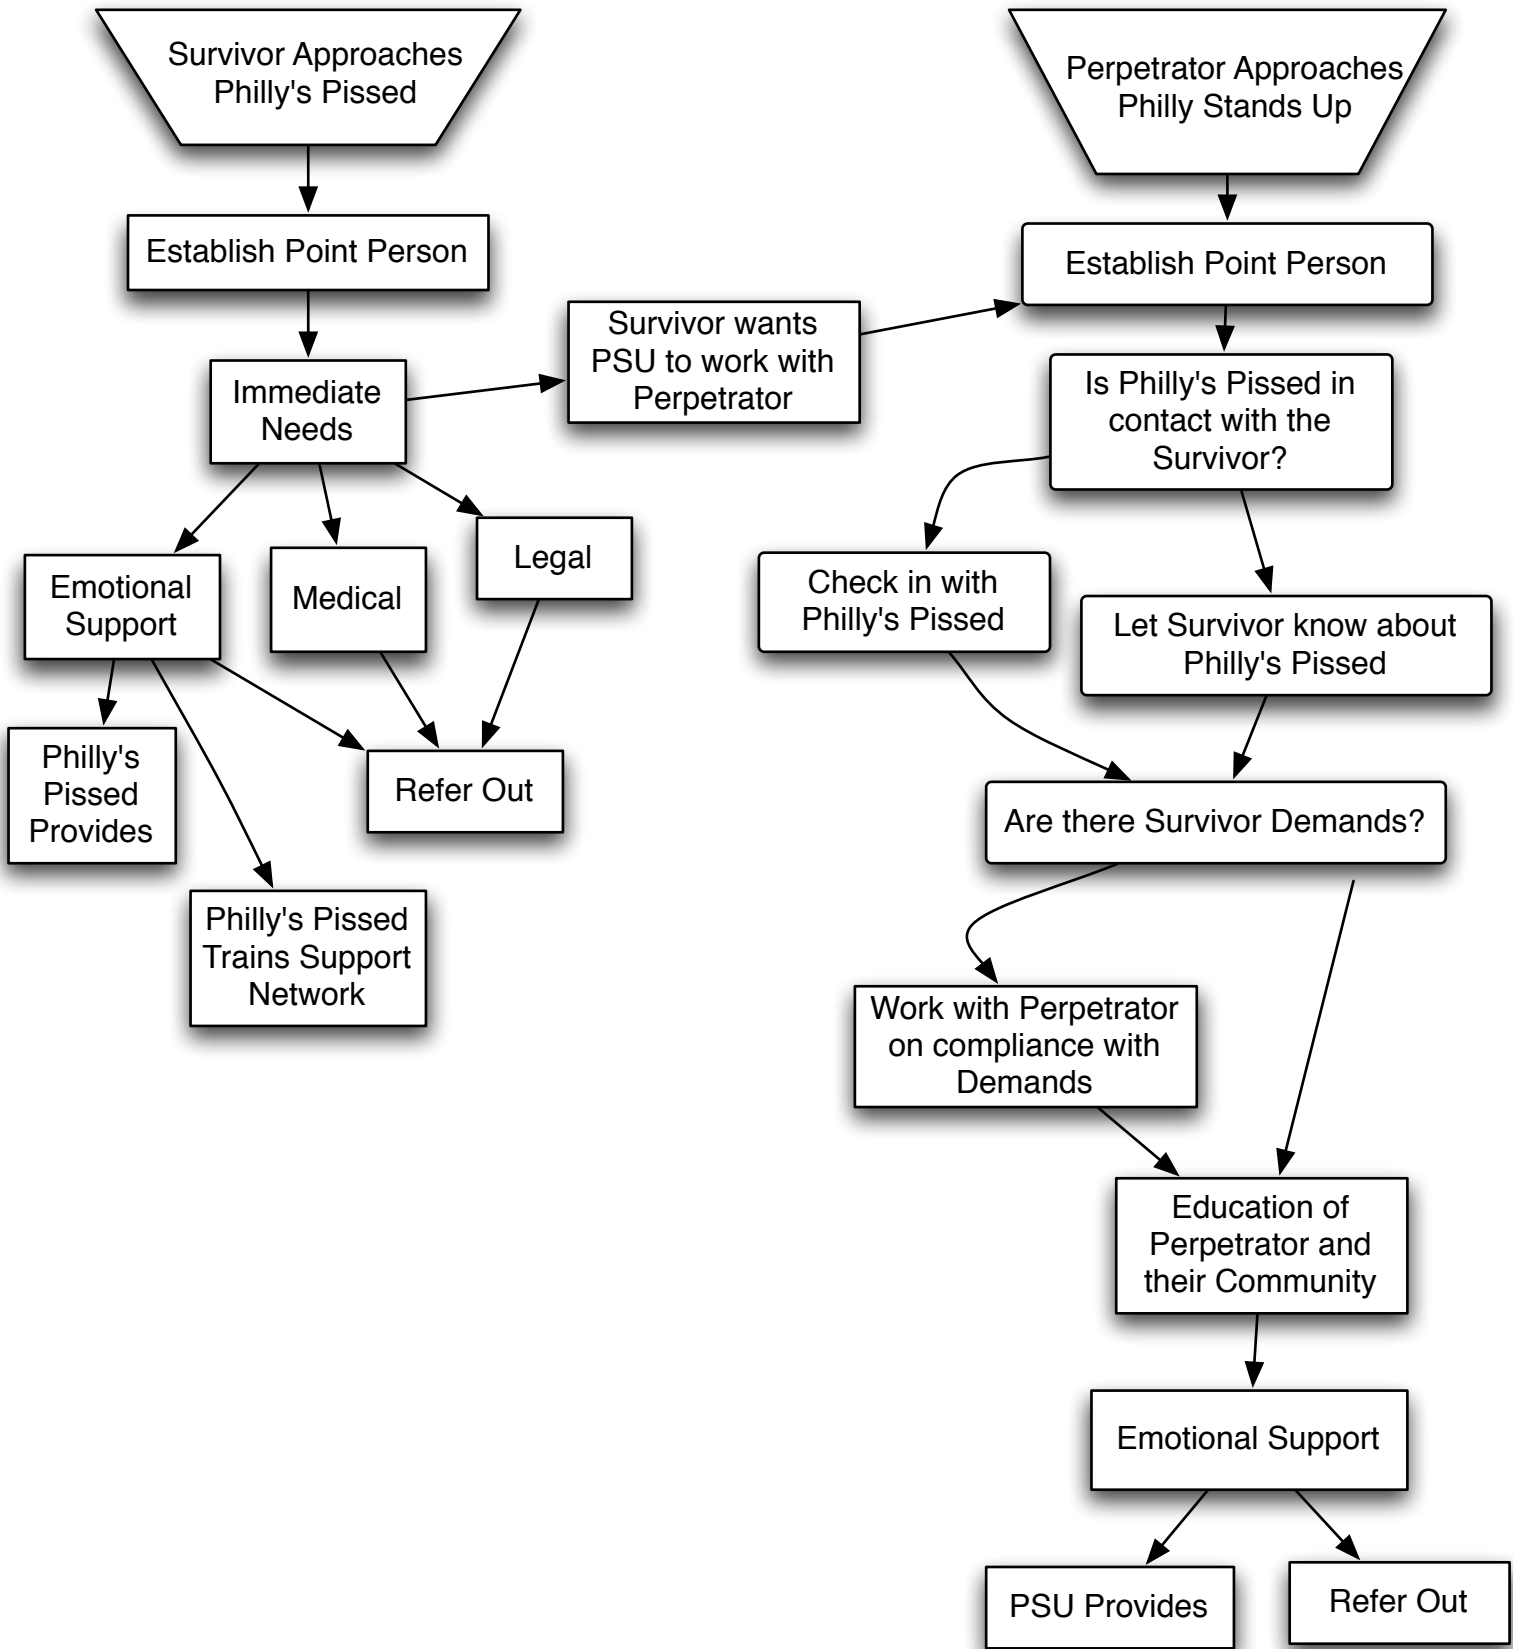 Survivor Approaches
Philly's Pissed
Establish Point Person
Immediate
Needs
Survivor wants
PSU to work with
Perpetrator
Emotional
Support
Medical
Legal
Philly's
Pissed
Provides
Refer Out
Philly's Pissed
Trains Support
Network
Perpetrator Approaches
Philly Stands Up
Establish Point Person
Is Philly's Pissed in
contact with the
Survivor?
Check in with
Philly's Pissed
Let Survivor know about
Philly's Pissed
Are there Survivor Demands?
Work with Perpetrator
on compliance with
Demands
Education of
Perpetrator and
their Community
Emotional Support
PSU Provides
Refer Out